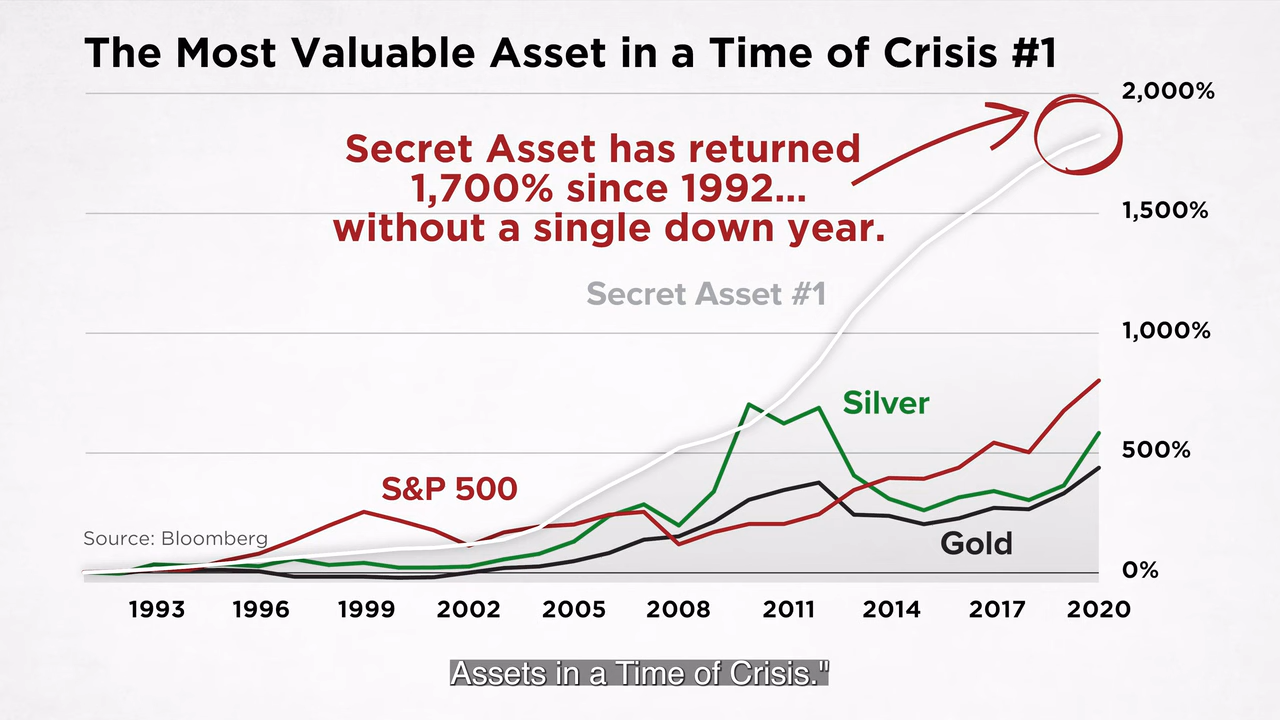 The Most Valuable Asset in a Time of Crisis #1
2,000%
Secret Asset has returned
1,700% since 1992...
without a single down year.
1,500%
Secret Asset #1
1,000%
Silver
500%
S&P 500
Source: Bloomberg
Gold
0%
1993 1996 1999 2002 2005 2008 2011 2014 2017 2020
Assets in a Time of Crisis."